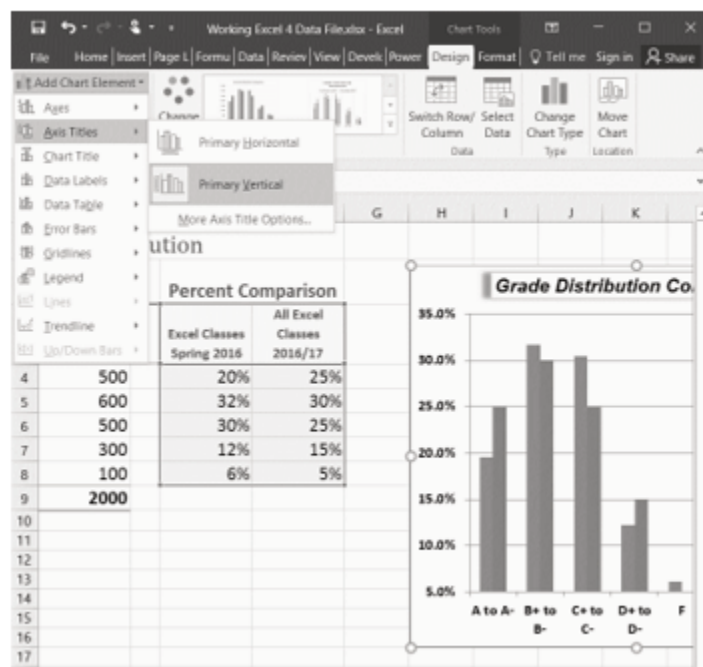 Working Excel 4 Data File.xlsx - Excel
Chart Tools
File Home Insert Page L Formu Data Review View Develc Power Design Format Tell me Sign in Share
Add Chart Element
Axes
Axis Titles
Chart Title
Data Labels
Data Table
Error Bars
Gridlines
Legend
Lines
Trendline
Up/Down Bars
Change
Primary Horizontal
Primary Vertical
More Axis Title Options...
Switch Row/
Column
Select
Data
Data
Change
Chart Type
Type
Move
Chart
Location
G H I J K
ution
Percent Comparison
Excel Classes
Spring 2016
All Excel
Classes
2016/17
4 500 20% 25%
5 600 32% 30%
6 500 30% 25%
7 300 12% 15%
8 100 6% 5%
9 2000
10
11
12
13
14
15
16
17
Grade Distribution Co
35.0%
30.0%
25.0%
20.0%
15.0%
10.0%
5.0%
A to A- B+ to B- C+ to C- D+ to D- F